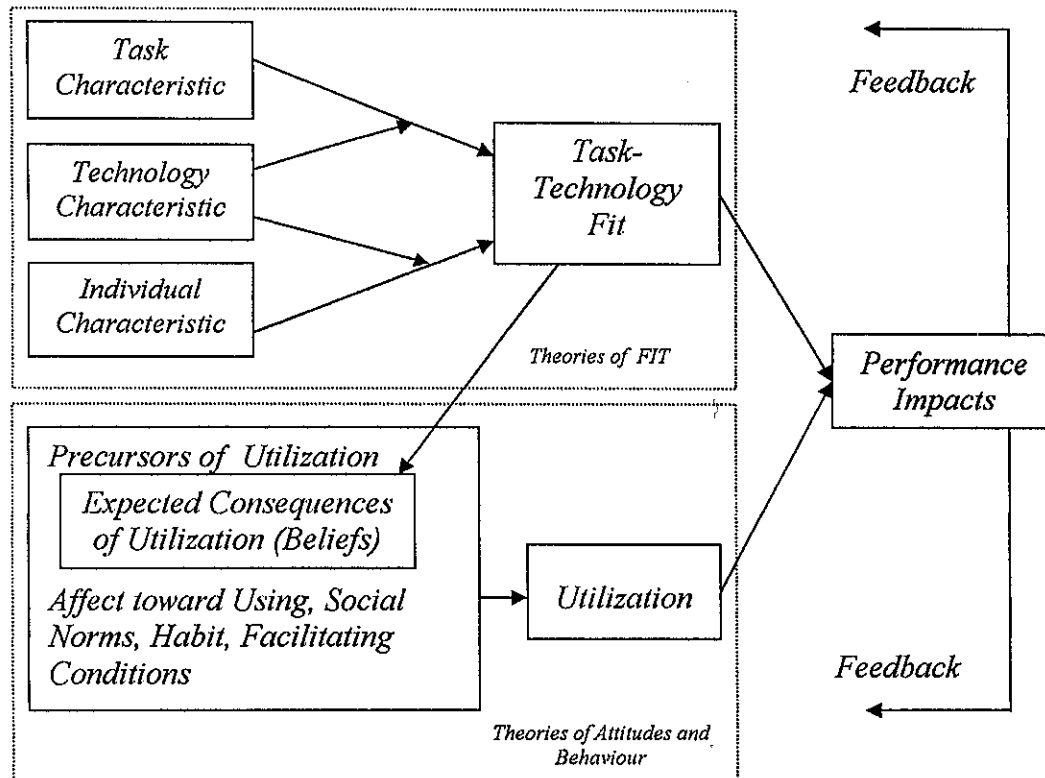 Task
Characteristic
Technology
Characteristic
Individual
Characteristic
Task-
Technology
Fit
Theories of FIT
Feedback
Performance
Impacts
Precursors of Utilization
Expected Consequences
of Utilization (Beliefs)
Affect toward Using, Social
Norms, Habit, Facilitating
Conditions
Utilization
Theories of Attitudes and
Behaviour
Feedback